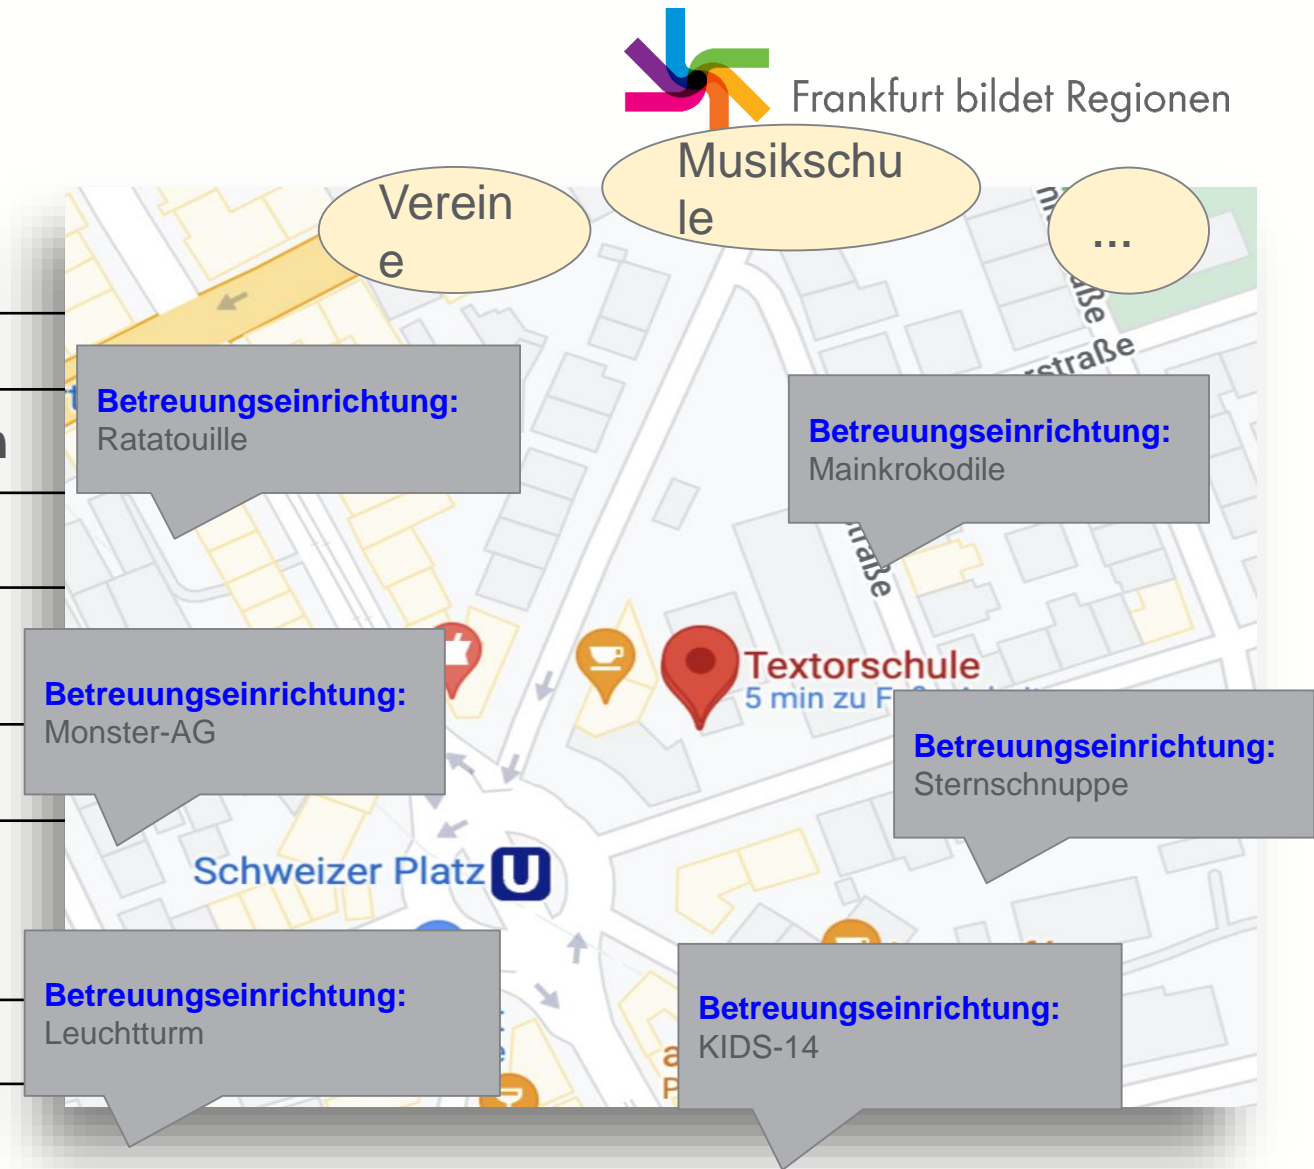 Frankfurt bildet Regionen
Musikschu
le
Verein
e
...
straße
Betreuungseinrichtung:
Ratatouille
Betreuungseinrichtung:
Mainkrokodile
Textorschule
5 min zu
Betreuungseinrichtung:
Monster-AG
Betreuungseinrichtung:
Sternschnuppe
Schweizer Platz U
Betreuungseinrichtung:
Leuchtturm
Betreuungseinrichtung:
KIDS-14